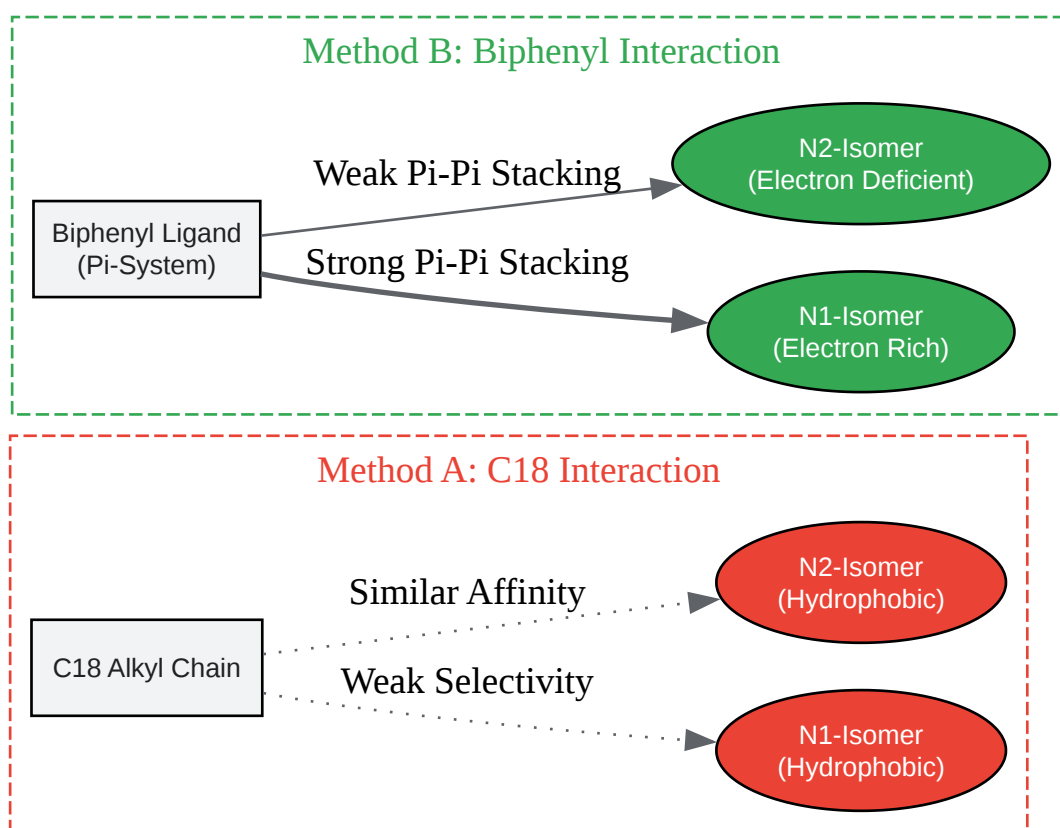 Method B: Biphenyl Interaction
Weak Pi-Pi Stacking
N2-Isomer
(Electron Deficient)
Biphenyl Ligand
(Pi-System)
Strong Pi-Pi Stacking
N1-Isomer
(Electron Rich)
Method A: C18 Interaction
Similar Affinity
N2-Isomer
(Hydrophobic)
C18 Alkyl Chain
Weak Selectivity
N1-Isomer
(Hydrophobic)